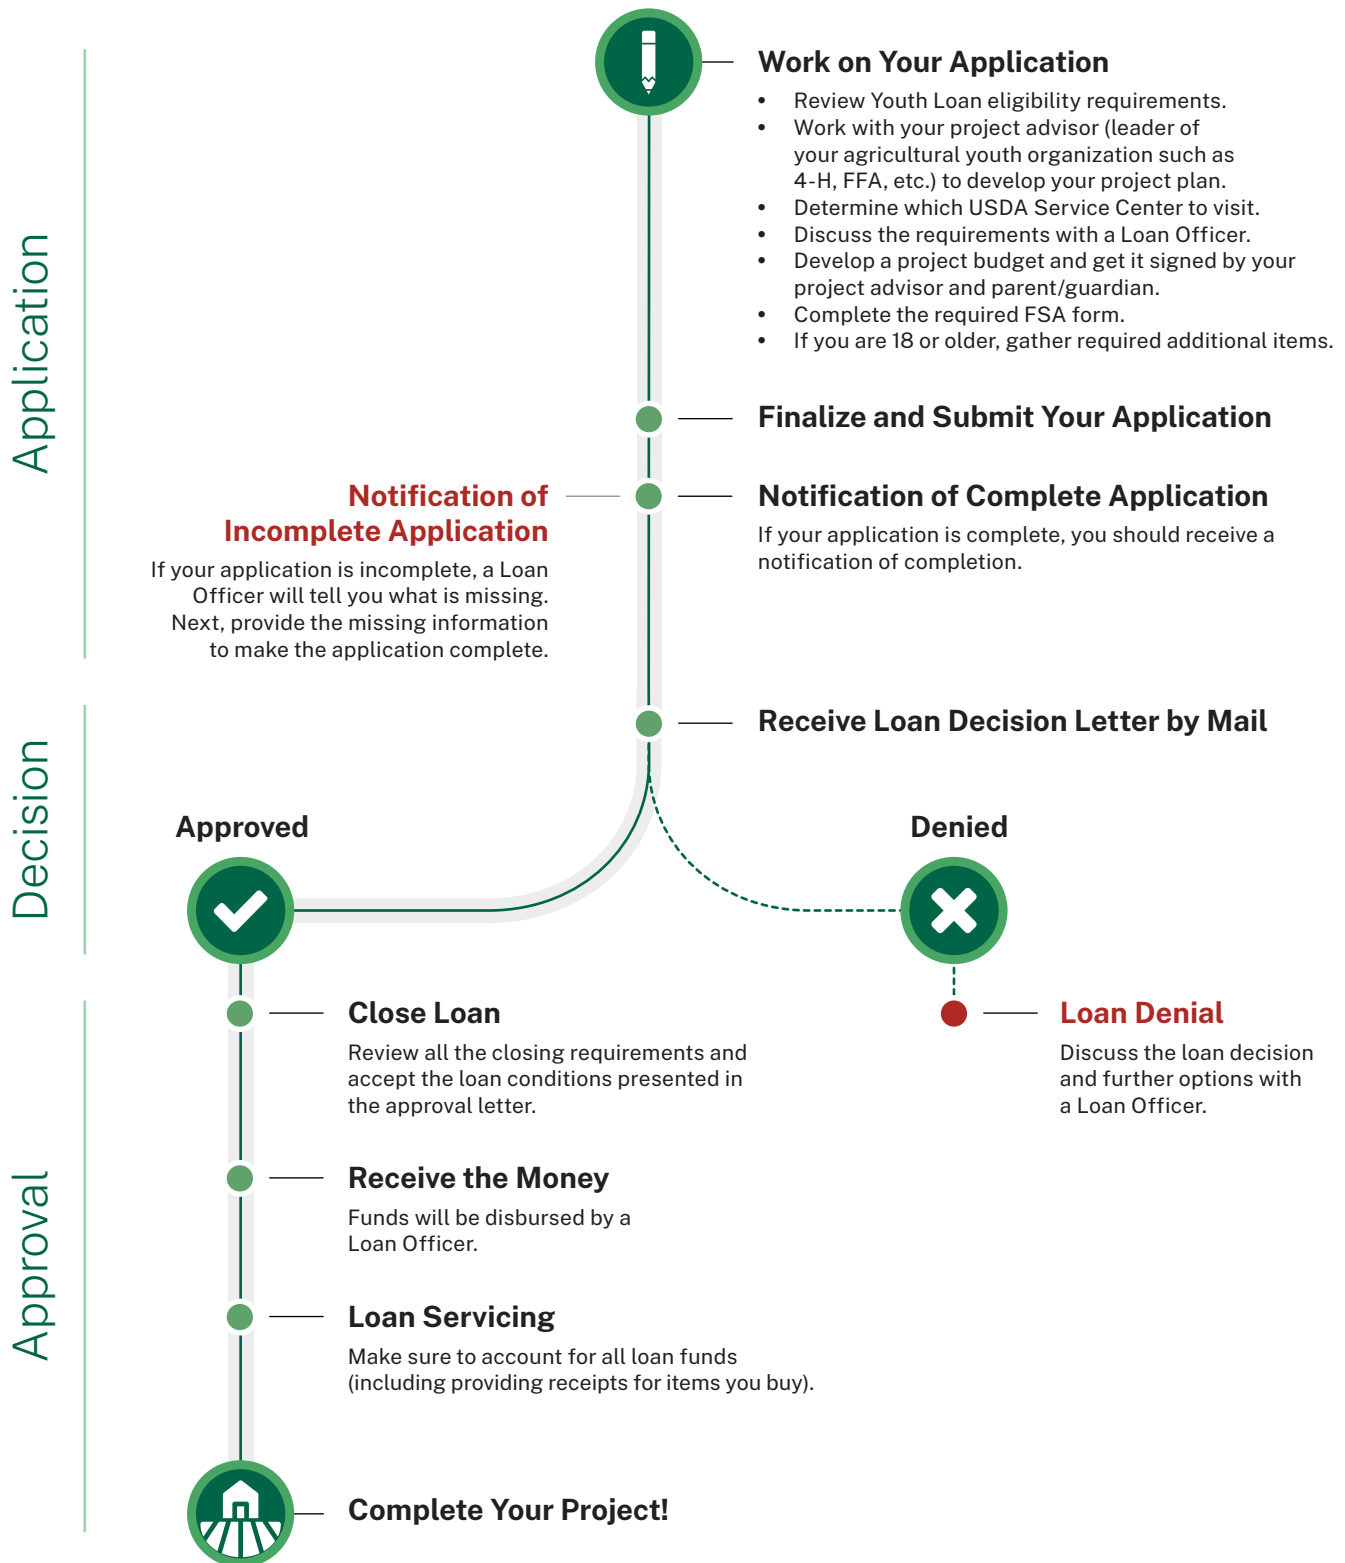 Application
Work on Your Application
• Review Youth Loan eligibility requirements.
• Work with your project advisor (leader of
your agricultural youth organization such as
4-H, FFA, etc.) to develop your project plan.
• Determine which USDA Service Center to visit.
• Discuss the requirements with a Loan Officer.
• Develop a project budget and get it signed by your
project advisor and parent/guardian.
• Complete the required FSA form.
• If you are 18 or older, gather required additional items.
Finalize and Submit Your Application
Notification of
Incomplete Application
If your application is incomplete, a Loan
Officer will tell you what is missing.
Next, provide the missing information
to make the application complete.
Notification of Complete Application
If your application is complete, you should receive a
notification of completion.
Decision
Receive Loan Decision Letter by Mail
Approved
Denied
Approval
Close Loan
Review all the closing requirements and
accept the loan conditions presented in
the approval letter.
Loan Denial
Discuss the loan decision
and further options with
a Loan Officer.
Receive the Money
Funds will be disbursed by a
Loan Officer.
Loan Servicing
Make sure to account for all loan funds
(including providing receipts for items you buy).
Complete Your Project!